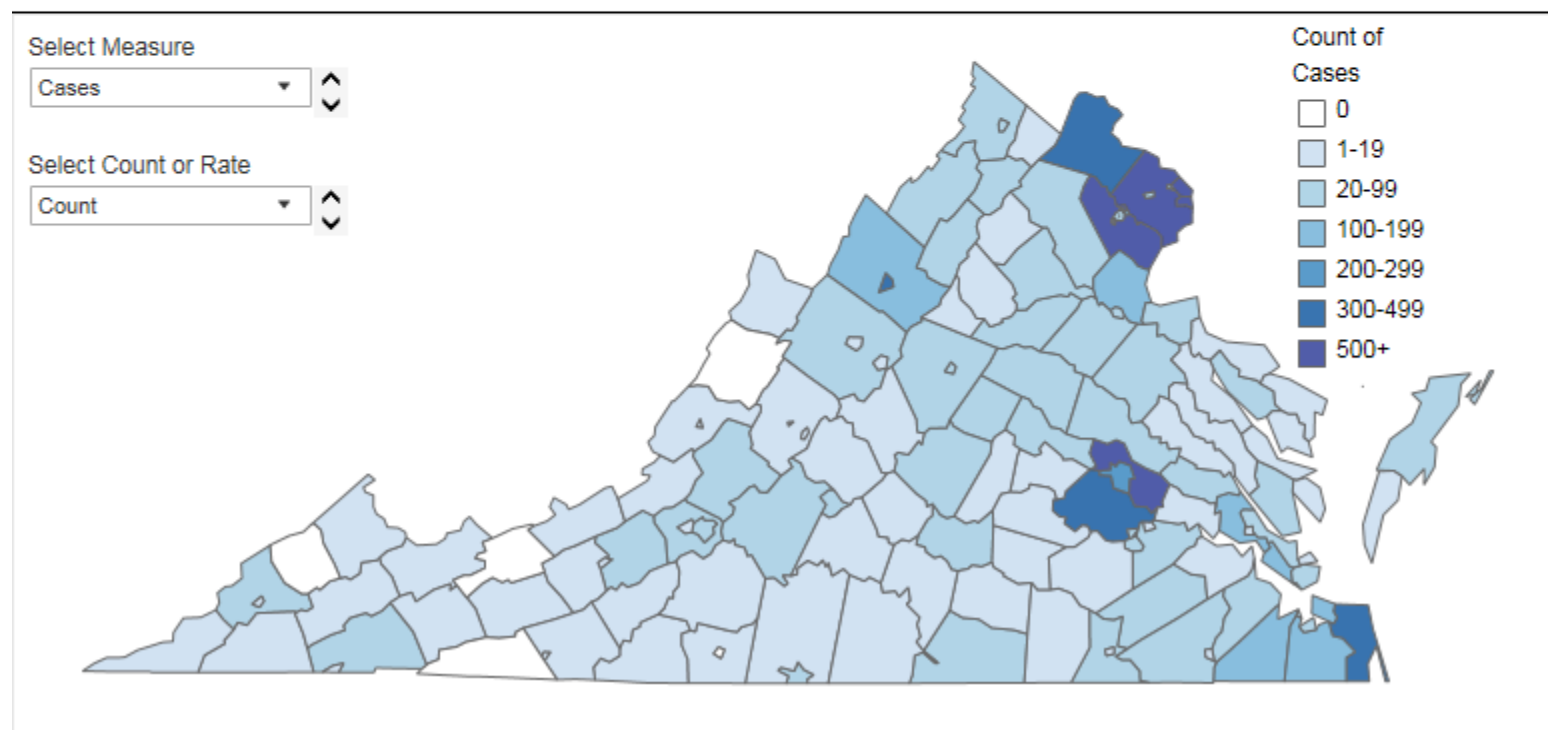 Select Measure
Cases
Select Count or Rate
Count
Count of
Cases
0
1-19
20-99
100-199
200-299
300-499
500+